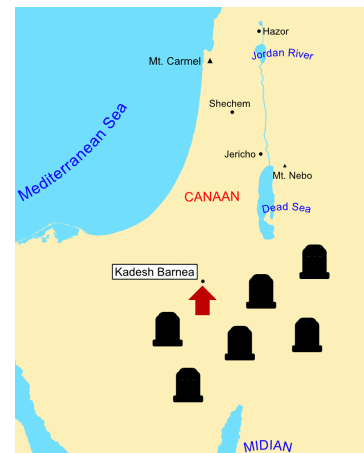 Hazor
Jordan River
Mt. Carmel
Shechem
Mediterranean Sea
Jericho
Mt. Nebo
CANAAN
Dead Sea
Kadesh Barnea
MIDIAN